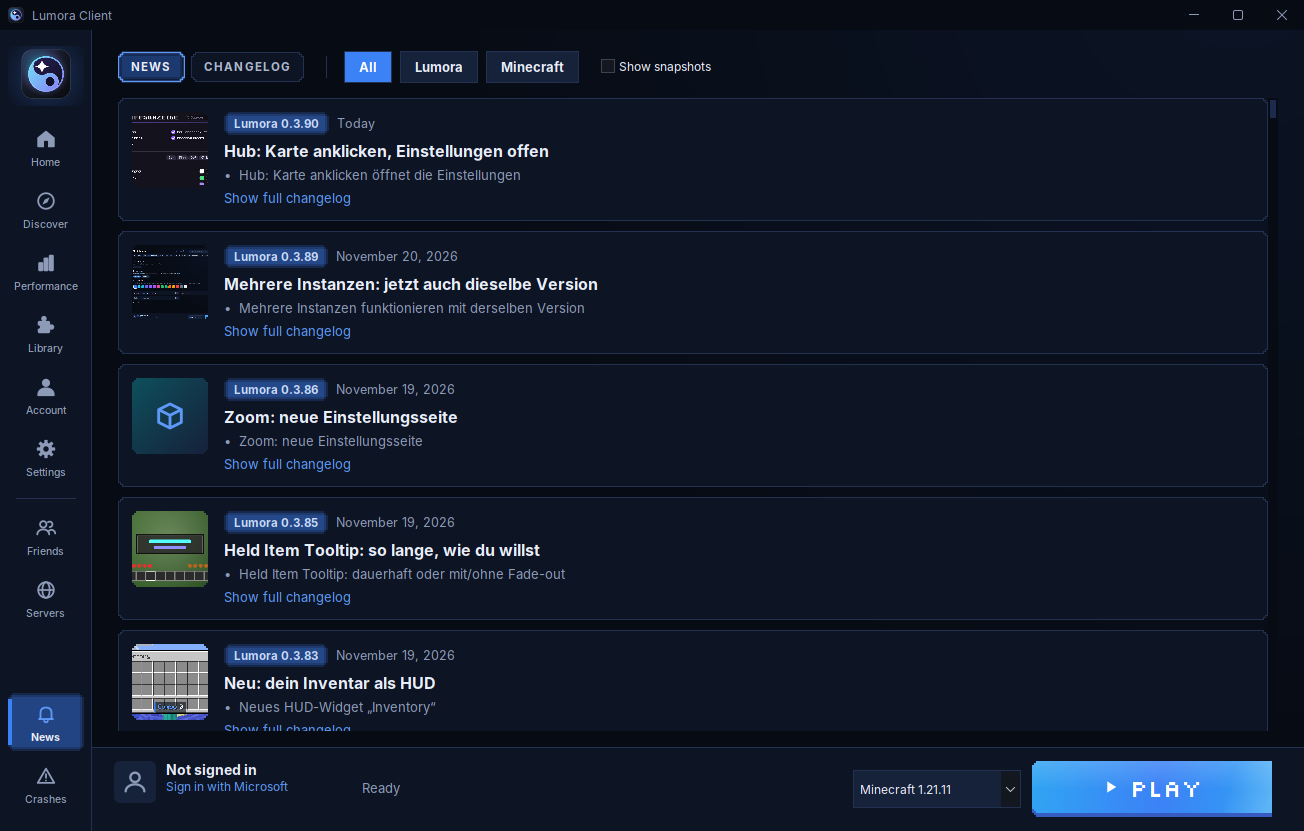 Lumora Client
NEWS
CHANGELOG
All
Lumora
Minecraft
Show snapshots
Home
Discover
Performance
Library
Account
Settings
Friends
Servers
News
Crashes
Lumora 0.3.90 Today
Hub: Karte anklicken, Einstellungen offen
• Hub: Karte anklicken öffnet die Einstellungen
Show full changelog
Lumora 0.3.89 November 20, 2026
Mehrere Instanzen: jetzt auch dieselbe Version
• Mehrere Instanzen funktionieren mit derselben Version
Show full changelog
Lumora 0.3.86 November 19, 2026
Zoom: neue Einstellungsseite
• Zoom: neue Einstellungsseite
Show full changelog
Lumora 0.3.85 November 19, 2026
Held Item Tooltip: so lange, wie du willst
• Held Item Tooltip: dauerhaft oder mit/ohne Fade-out
Show full changelog
Lumora 0.3.83 November 19, 2026
Neu: dein Inventar als HUD
• Neues HUD-Widget „Inventory“
Show full changelog
Not signed in
Sign in with Microsoft
Ready
Minecraft 1.21.11
PLAY